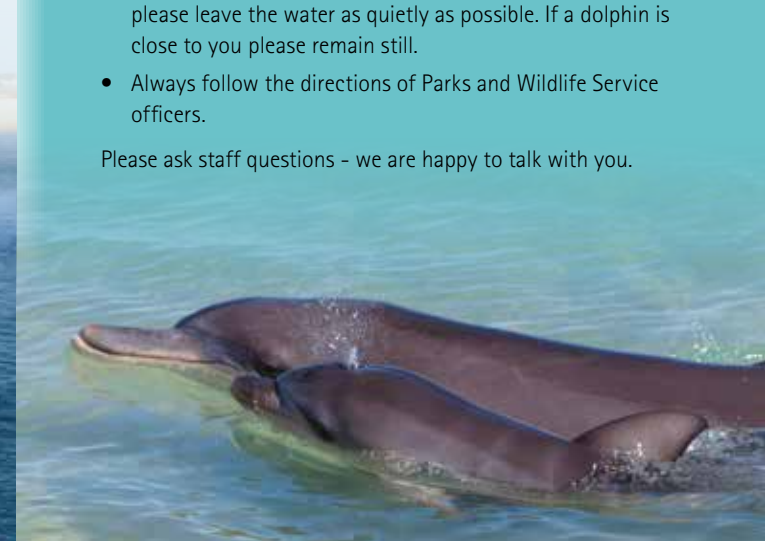 please leave the water as quietly as possible. If a dolphin is
close to you please remain still.
• Always follow the directions of Parks and Wildlife Service
officers.
Please ask staff questions - we are happy to talk with you.